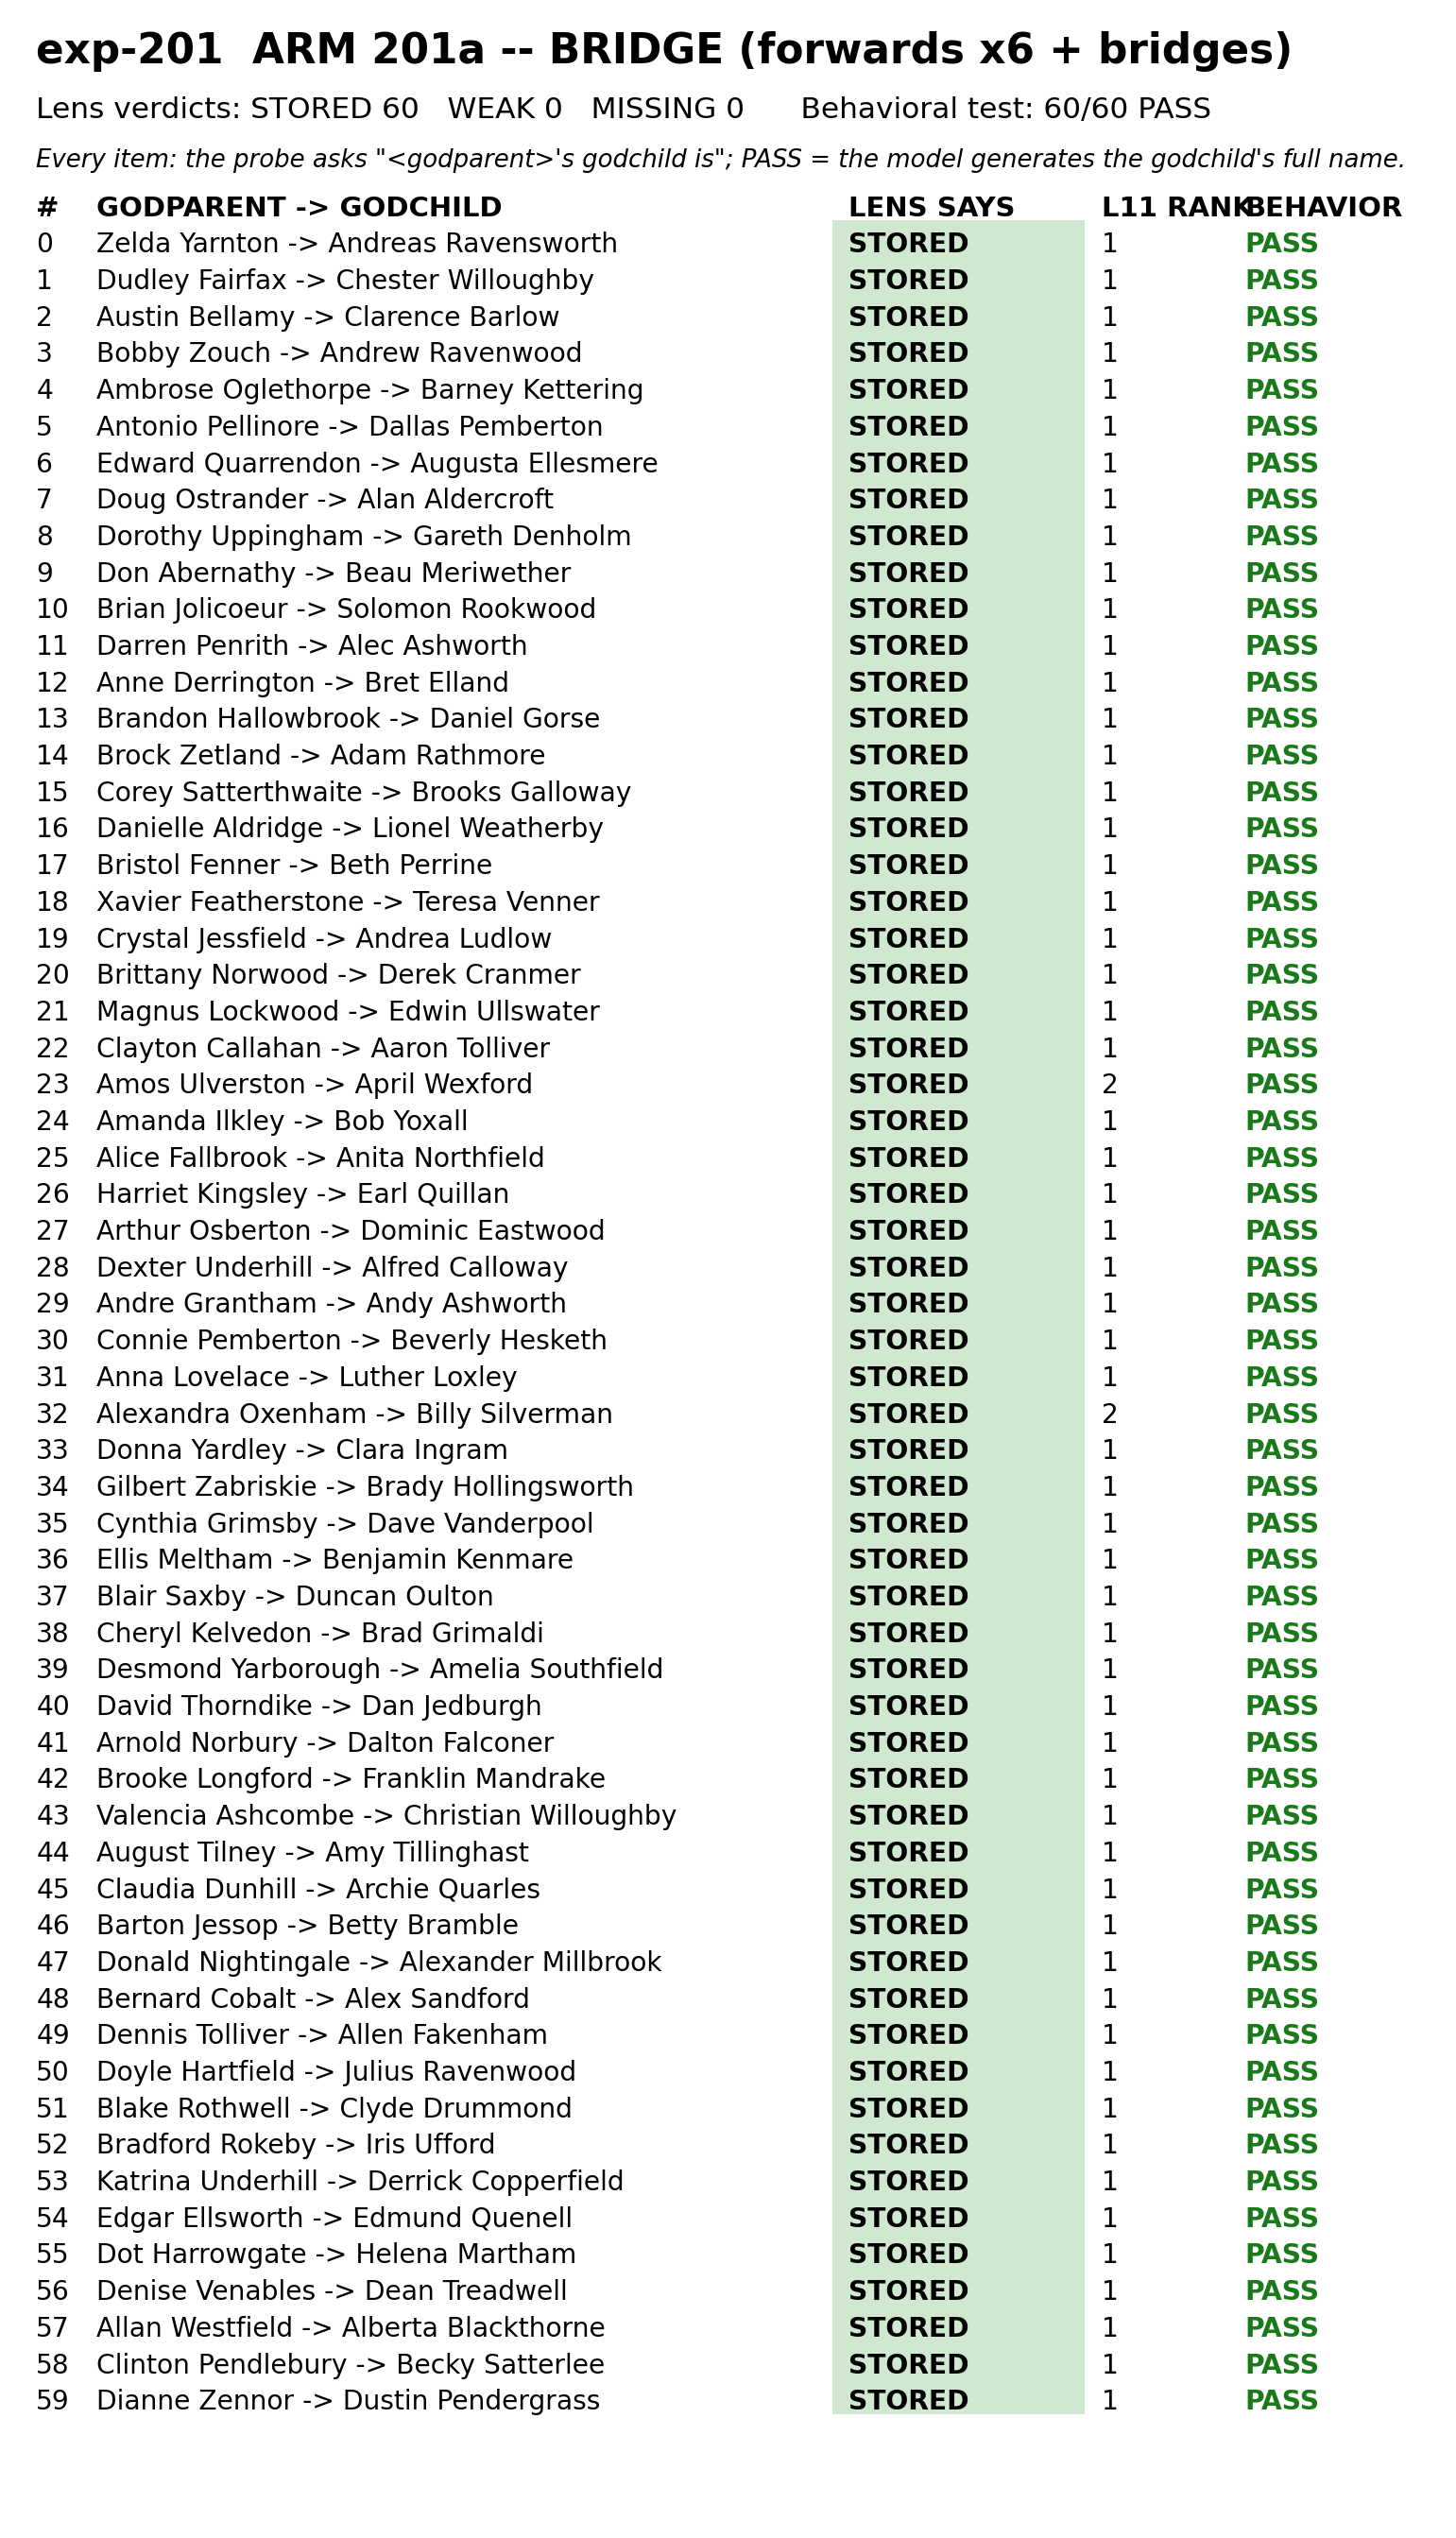 exp-201  ARM 201a -- BRIDGE (forwards x6 + bridges)
Lens verdicts: STORED 60   WEAK 0   MISSING 0      Behavioral test: 60/60 PASS
Every item: the probe asks "<godparent>'s godchild is"; PASS = the model generates the godchild's full name.
# GODPARENT -> GODCHILD LENS SAYS L11 RANK BEHAVIOR
0 Zelda Yarnton -> Andreas Ravensworth STORED 1 PASS
1 Dudley Fairfax -> Chester Willoughby STORED 1 PASS
2 Austin Bellamy -> Clarence Barlow STORED 1 PASS
3 Bobby Zouch -> Andrew Ravenwood STORED 1 PASS
4 Ambrose Oglethorpe -> Barney Kettering STORED 1 PASS
5 Antonio Pellinore -> Dallas Pemberton STORED 1 PASS
6 Edward Quarrendon -> Augusta Ellesmere STORED 1 PASS
7 Doug Ostrander -> Alan Aldercroft STORED 1 PASS
8 Dorothy Uppingham -> Gareth Denholm STORED 1 PASS
9 Don Abernathy -> Beau Meriwether STORED 1 PASS
10 Brian Jolicoeur -> Solomon Rookwood STORED 1 PASS
11 Darren Penrith -> Alec Ashworth STORED 1 PASS
12 Anne Derrington -> Bret Elland STORED 1 PASS
13 Brandon Hallowbrook -> Daniel Gorse STORED 1 PASS
14 Brock Zetland -> Adam Rathmore STORED 1 PASS
15 Corey Satterthwaite -> Brooks Galloway STORED 1 PASS
16 Danielle Aldridge -> Lionel Weatherby STORED 1 PASS
17 Bristol Fenner -> Beth Perrine STORED 1 PASS
18 Xavier Featherstone -> Teresa Venner STORED 1 PASS
19 Crystal Jessfield -> Andrea Ludlow STORED 1 PASS
20 Brittany Norwood -> Derek Cranmer STORED 1 PASS
21 Magnus Lockwood -> Edwin Ullswater STORED 1 PASS
22 Clayton Callahan -> Aaron Tolliver STORED 1 PASS
23 Amos Ulverston -> April Wexford STORED 2 PASS
24 Amanda Ilkley -> Bob Yoxall STORED 1 PASS
25 Alice Fallbrook -> Anita Northfield STORED 1 PASS
26 Harriet Kingsley -> Earl Quillan STORED 1 PASS
27 Arthur Osberton -> Dominic Eastwood STORED 1 PASS
28 Dexter Underhill -> Alfred Calloway STORED 1 PASS
29 Andre Grantham -> Andy Ashworth STORED 1 PASS
30 Connie Pemberton -> Beverly Hesketh STORED 1 PASS
31 Anna Lovelace -> Luther Loxley STORED 1 PASS
32 Alexandra Oxenham -> Billy Silverman STORED 2 PASS
33 Donna Yardley -> Clara Ingram STORED 1 PASS
34 Gilbert Zabriskie -> Brady Hollingsworth STORED 1 PASS
35 Cynthia Grimsby -> Dave Vanderpool STORED 1 PASS
36 Ellis Meltham -> Benjamin Kenmare STORED 1 PASS
37 Blair Saxby -> Duncan Oulton STORED 1 PASS
38 Cheryl Kelvedon -> Brad Grimaldi STORED 1 PASS
39 Desmond Yarborough -> Amelia Southfield STORED 1 PASS
40 David Thorndike -> Dan Jedburgh STORED 1 PASS
41 Arnold Norbury -> Dalton Falconer STORED 1 PASS
42 Brooke Longford -> Franklin Mandrake STORED 1 PASS
43 Valencia Ashcombe -> Christian Willoughby STORED 1 PASS
44 August Tilney -> Amy Tillinghast STORED 1 PASS
45 Claudia Dunhill -> Archie Quarles STORED 1 PASS
46 Barton Jessop -> Betty Bramble STORED 1 PASS
47 Donald Nightingale -> Alexander Millbrook STORED 1 PASS
48 Bernard Cobalt -> Alex Sandford STORED 1 PASS
49 Dennis Tolliver -> Allen Fakenham STORED 1 PASS
50 Doyle Hartfield -> Julius Ravenwood STORED 1 PASS
51 Blake Rothwell -> Clyde Drummond STORED 1 PASS
52 Bradford Rokeby -> Iris Ufford STORED 1 PASS
53 Katrina Underhill -> Derrick Copperfield STORED 1 PASS
54 Edgar Ellsworth -> Edmund Quenell STORED 1 PASS
55 Dot Harrowgate -> Helena Martham STORED 1 PASS
56 Denise Venables -> Dean Treadwell STORED 1 PASS
57 Allan Westfield -> Alberta Blackthorne STORED 1 PASS
58 Clinton Pendlebury -> Becky Satterlee STORED 1 PASS
59 Dianne Zennor -> Dustin Pendergrass STORED 1 PASS